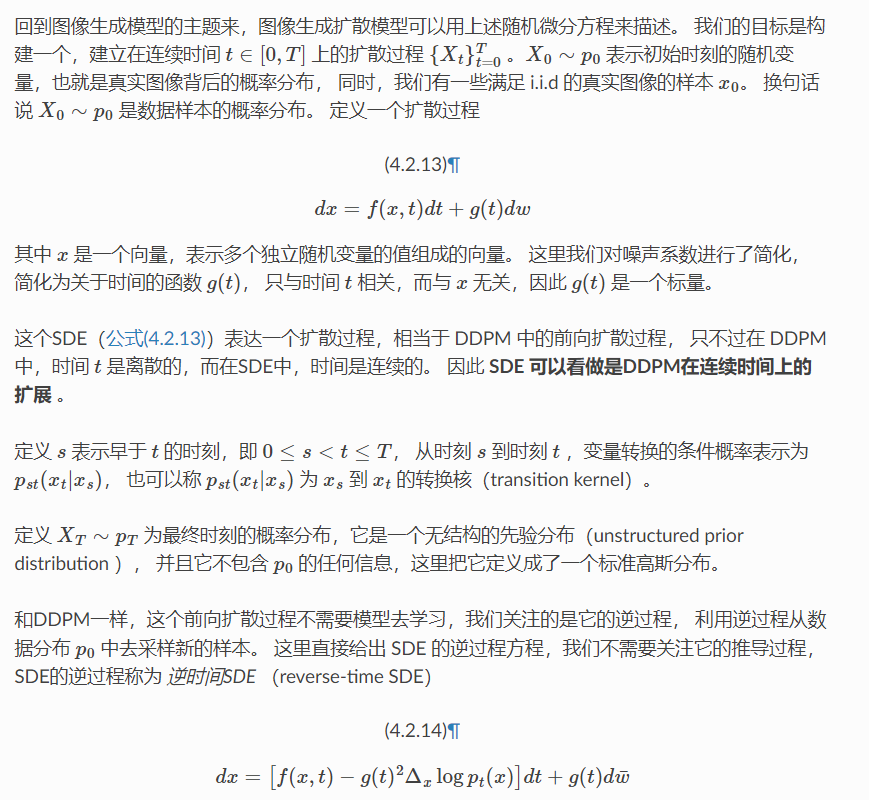 回到图像生成模型的主题来，图像生成扩散模型可以用上述随机微分方程来描述。 我们的目标是构
建一个，建立在连续时间 t ∈ [0, T] 上的扩散过程 {X_t}_{t=0}^T 。X_0 ∼ p_0 表示初始时刻的随机变
量，也就是真实图像背后的概率分布， 同时，我们有一些满足 i.i.d 的真实图像的样本 x_0。 换句话
说 X_0 ∼ p_0 是数据样本的概率分布。 定义一个扩散过程
(4.2.13)¶
dx = f(x, t)dt + g(t)dw
其中 x 是一个向量，表示多个独立随机变量的值组成的向量。 这里我们对噪声系数进行了简化，
简化为关于时间的函数 g(t)， 只与时间 t 相关，而与 x 无关，因此 g(t) 是一个标量。
这个SDE（公式(4.2.13)）表达一个扩散过程，相当于 DDPM 中的前向扩散过程， 只不过在 DDPM
中，时间 t 是离散的，而在SDE中，时间是连续的。 因此 SDE 可以看做是DDPM在连续时间上的
扩展 。
定义 s 表示早于 t 的时刻，即 0 ≤ s < t ≤ T， 从时刻 s 到时刻 t ，变量转换的条件概率表示为
p_{st}(x_t|x_s)， 也可以称 p_{st}(x_t|x_s) 为 x_s 到 x_t 的转换核（transition kernel）。
定义 X_T ∼ p_T 为最终时刻的概率分布，它是一个无结构的先验分布（unstructured prior
distribution ）， 并且它不包含 p_0 的任何信息，这里把它定义成了一个标准高斯分布。
和DDPM一样，这个前向扩散过程不需要模型去学习，我们关注的是它的逆过程， 利用逆过程从数
据分布 p_0 中去采样新的样本。 这里直接给出 SDE 的逆过程方程，我们不需要关注它的推导过程，
SDE的逆过程称为 逆时间SDE （reverse-time SDE）
(4.2.14)¶
dx = [f(x, t) − g(t)^2 Δ_x log p_t(x)]dt + g(t)dw̄